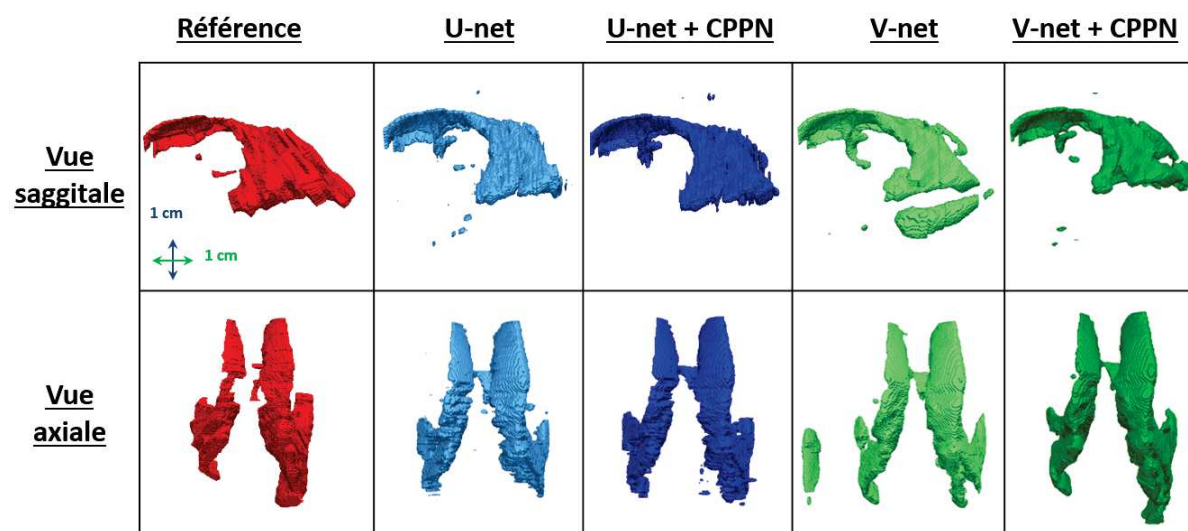 Référence U-net U-net + CPPN V-net V-net + CPPN
Vue
saggitale
1 cm
1 cm
Vue
axiale